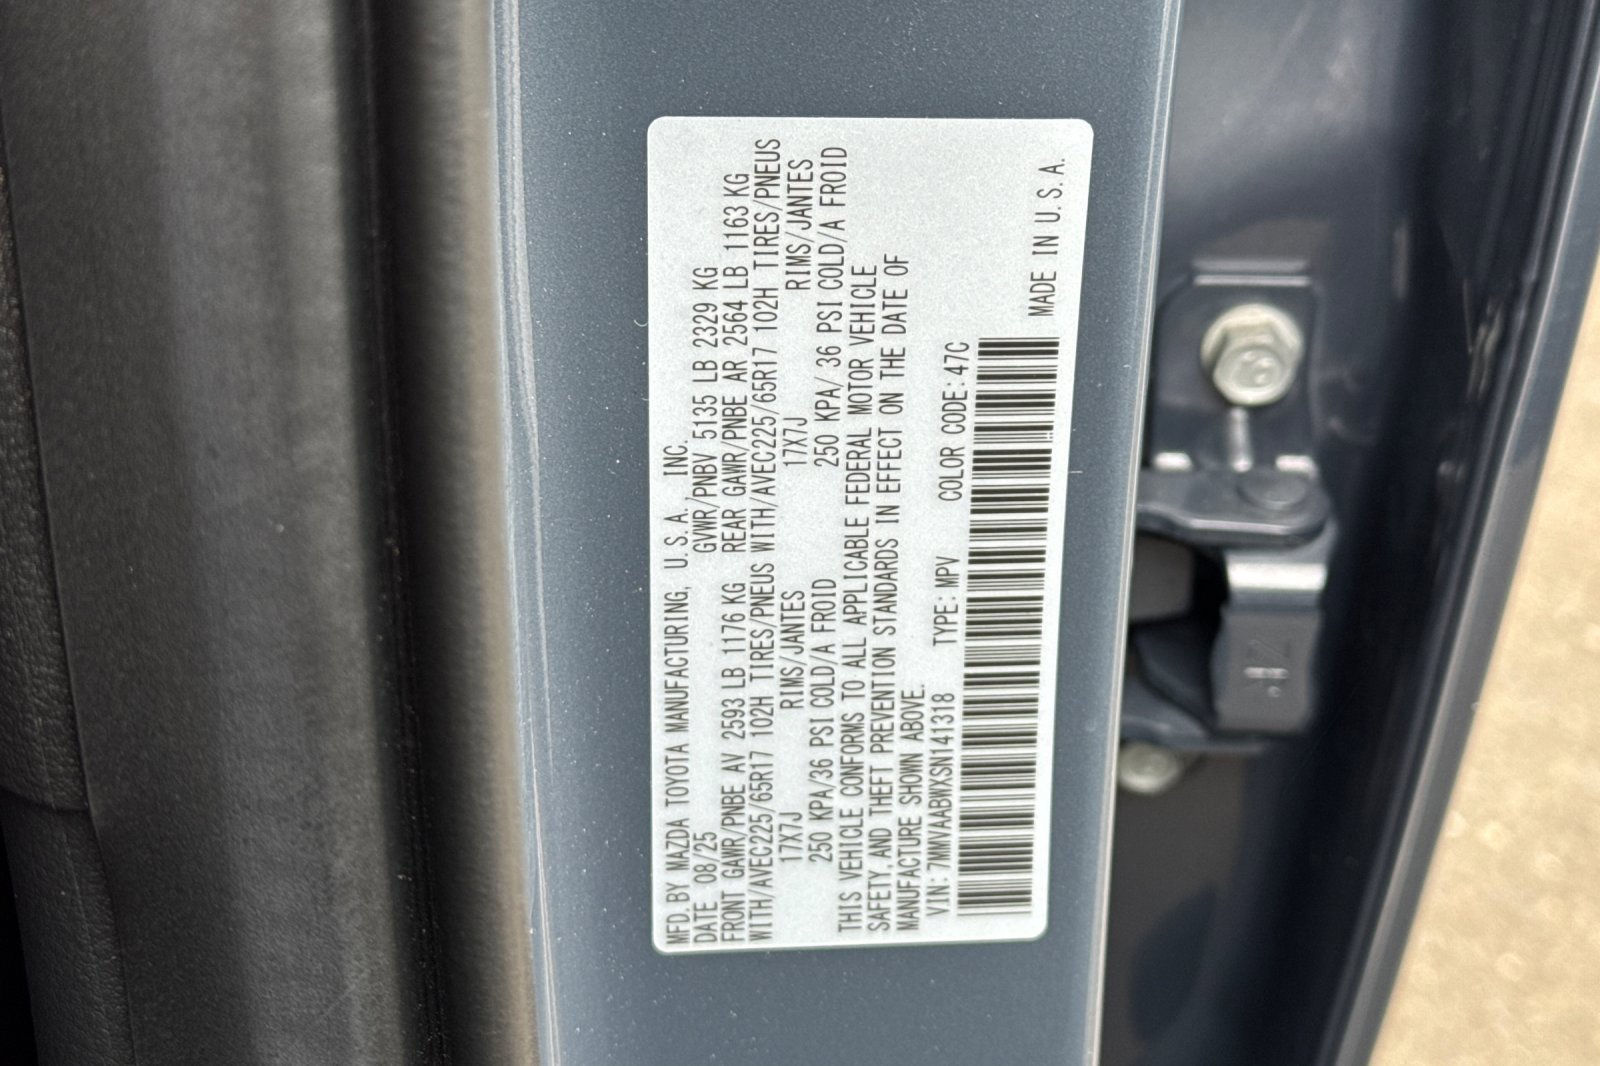 MFD. BY MAZDA TOYOTA MANUFACTURING, U.S.A. INC.
DATE 08/25 GVWR/PNBV 5135 LB 2329 KG
FRONT GAWR/PNBE AV 2593 LB 1176 KG REAR GAWR/PNBE AR 2564 LB 1163 KG
WITH/AVEC225/65R17 102H TIRES/PNEUS WITH/AVEC225/65R17 102H TIRES/PNEUS
17X7J RIMS/JANTES 17X7J RIMS/JANTES
250 KPA/36 PSI COLD/A FROID 250 KPA/ 36 PSI COLD/A FROID
THIS VEHICLE CONFORMS TO ALL APPLICABLE FEDERAL MOTOR VEHICLE
SAFETY, AND THEFT PREVENTION STANDARDS IN EFFECT ON THE DATE OF
MANUFACTURE SHOWN ABOVE.
VIN: 7MMVAABWXSN141318 TYPE: MPV COLOR CODE: 47C
MADE IN U.S.A.